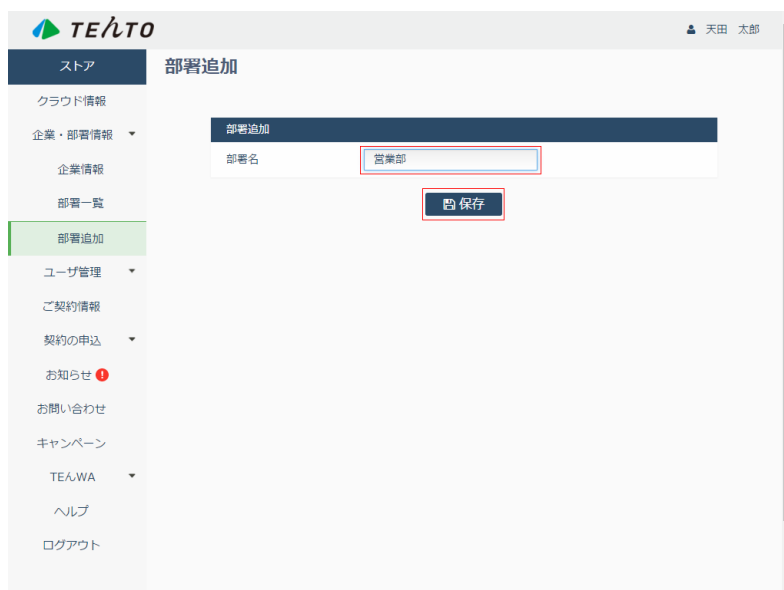 TEんTO
天田 太郎
ストア
部署追加
クラウド情報
企業・部署情報
企業情報
部署一覧
部署追加
ユーザ管理
ご契約情報
契約の申込
お知らせ
お問い合わせ
キャンペーン
TEんWA
ヘルプ
ログアウト
部署追加
部署名
営業部
保存